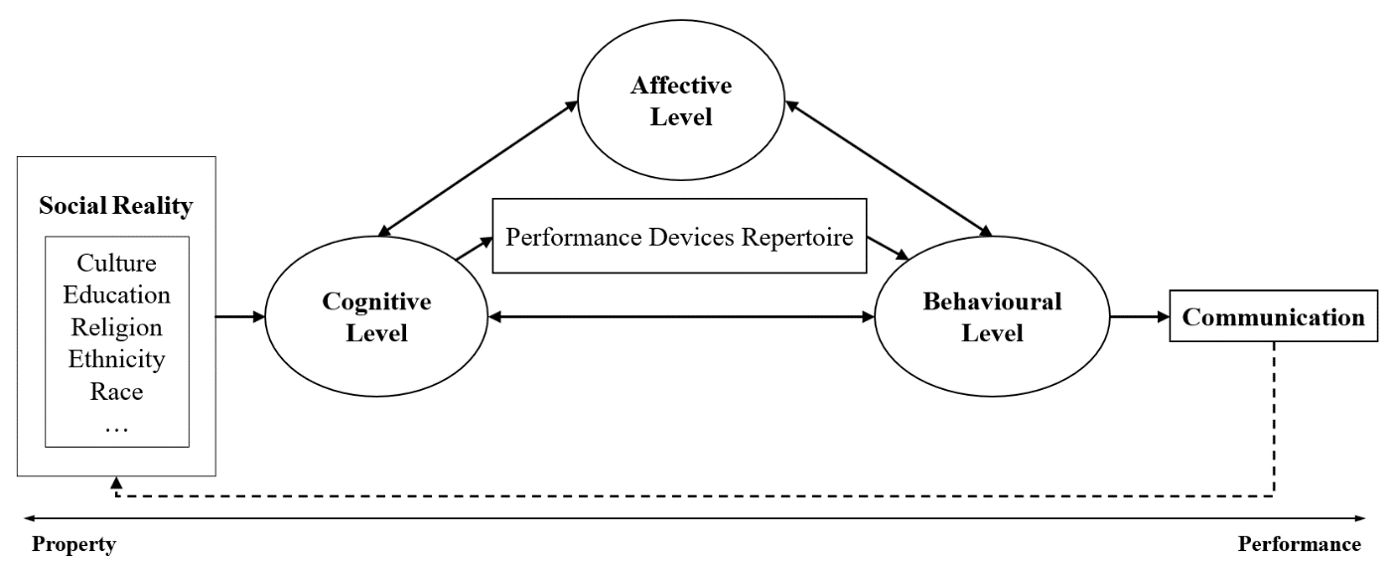 Affective
Level
Social Reality
Culture
Education
Religion
Ethnicity
Race
…
Performance Devices Repertoire
Cognitive
Level
Behavioural
Level
Communication
Property
Performance